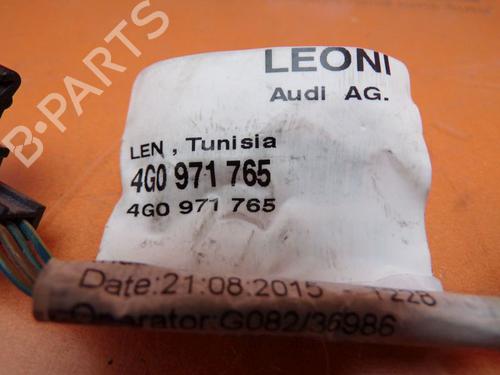 B-PARTS
LEONI
Audi AG.
LEN , Tunisia
4G0 971 765
4G0 971 765
Date:21:08:2015 - 1228
Operator:G082/36986